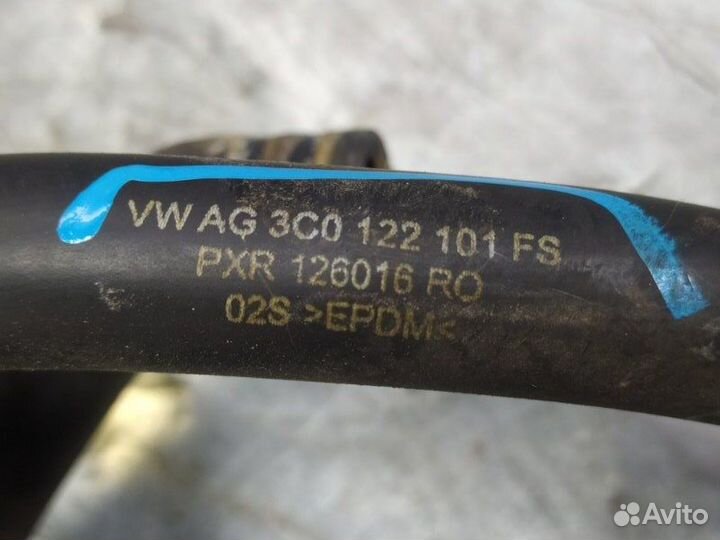 VW AG 3C0 122 101 FS
PXR 126016 RO
02S >EPDM<
Avito